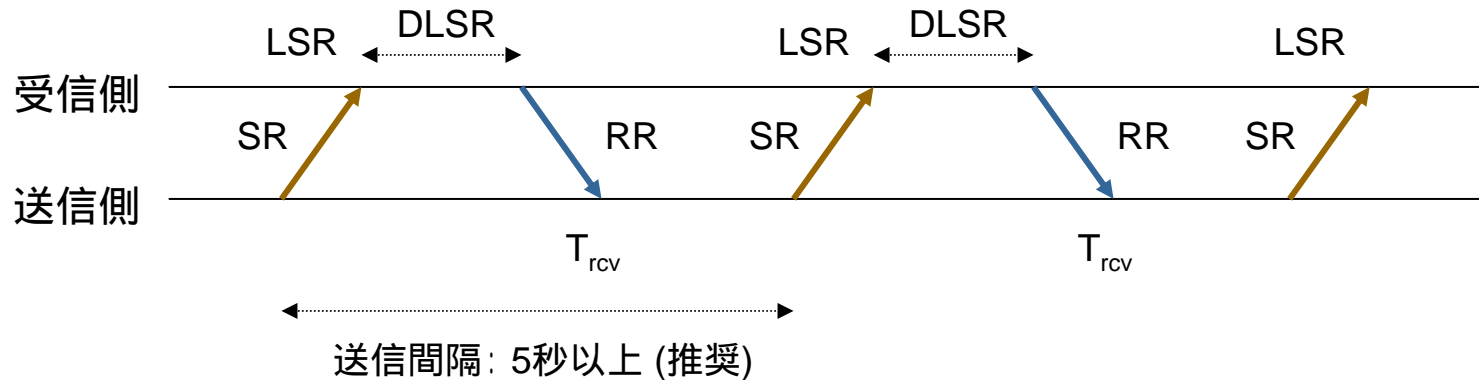 LSR DLSR LSR DLSR LSR
受信側
SR RR SR RR SR
送信側
Trcv Trcv
送信間隔: 5秒以上 (推奨)